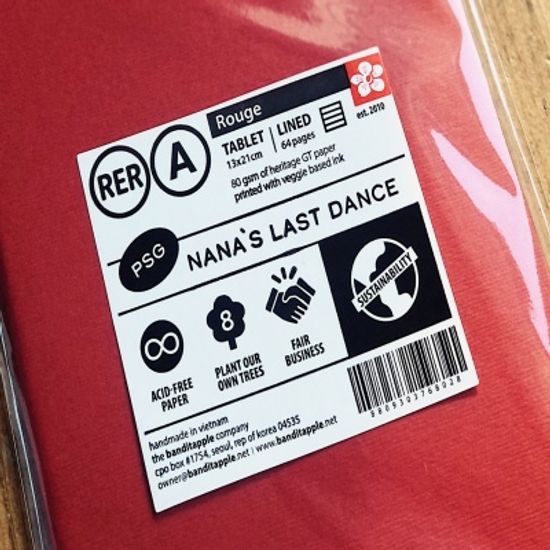 RER A
Rouge
TABLET | LINED
13x21cm 64 pages
est. 2010
80 gsm of heritage GT paper
printed with veggie based ink
PSG
NANA'S LAST DANCE
8
SUSTAINABILITY
ACID-FREE
PAPER
PLANT OUR
OWN TREES
FAIR
BUSINESS
8809303768028
handmade in vietnam
the banditapple company
cpo box #1754, seoul, rep of korea 04535
owner@banditapple.net / www.banditapple.net